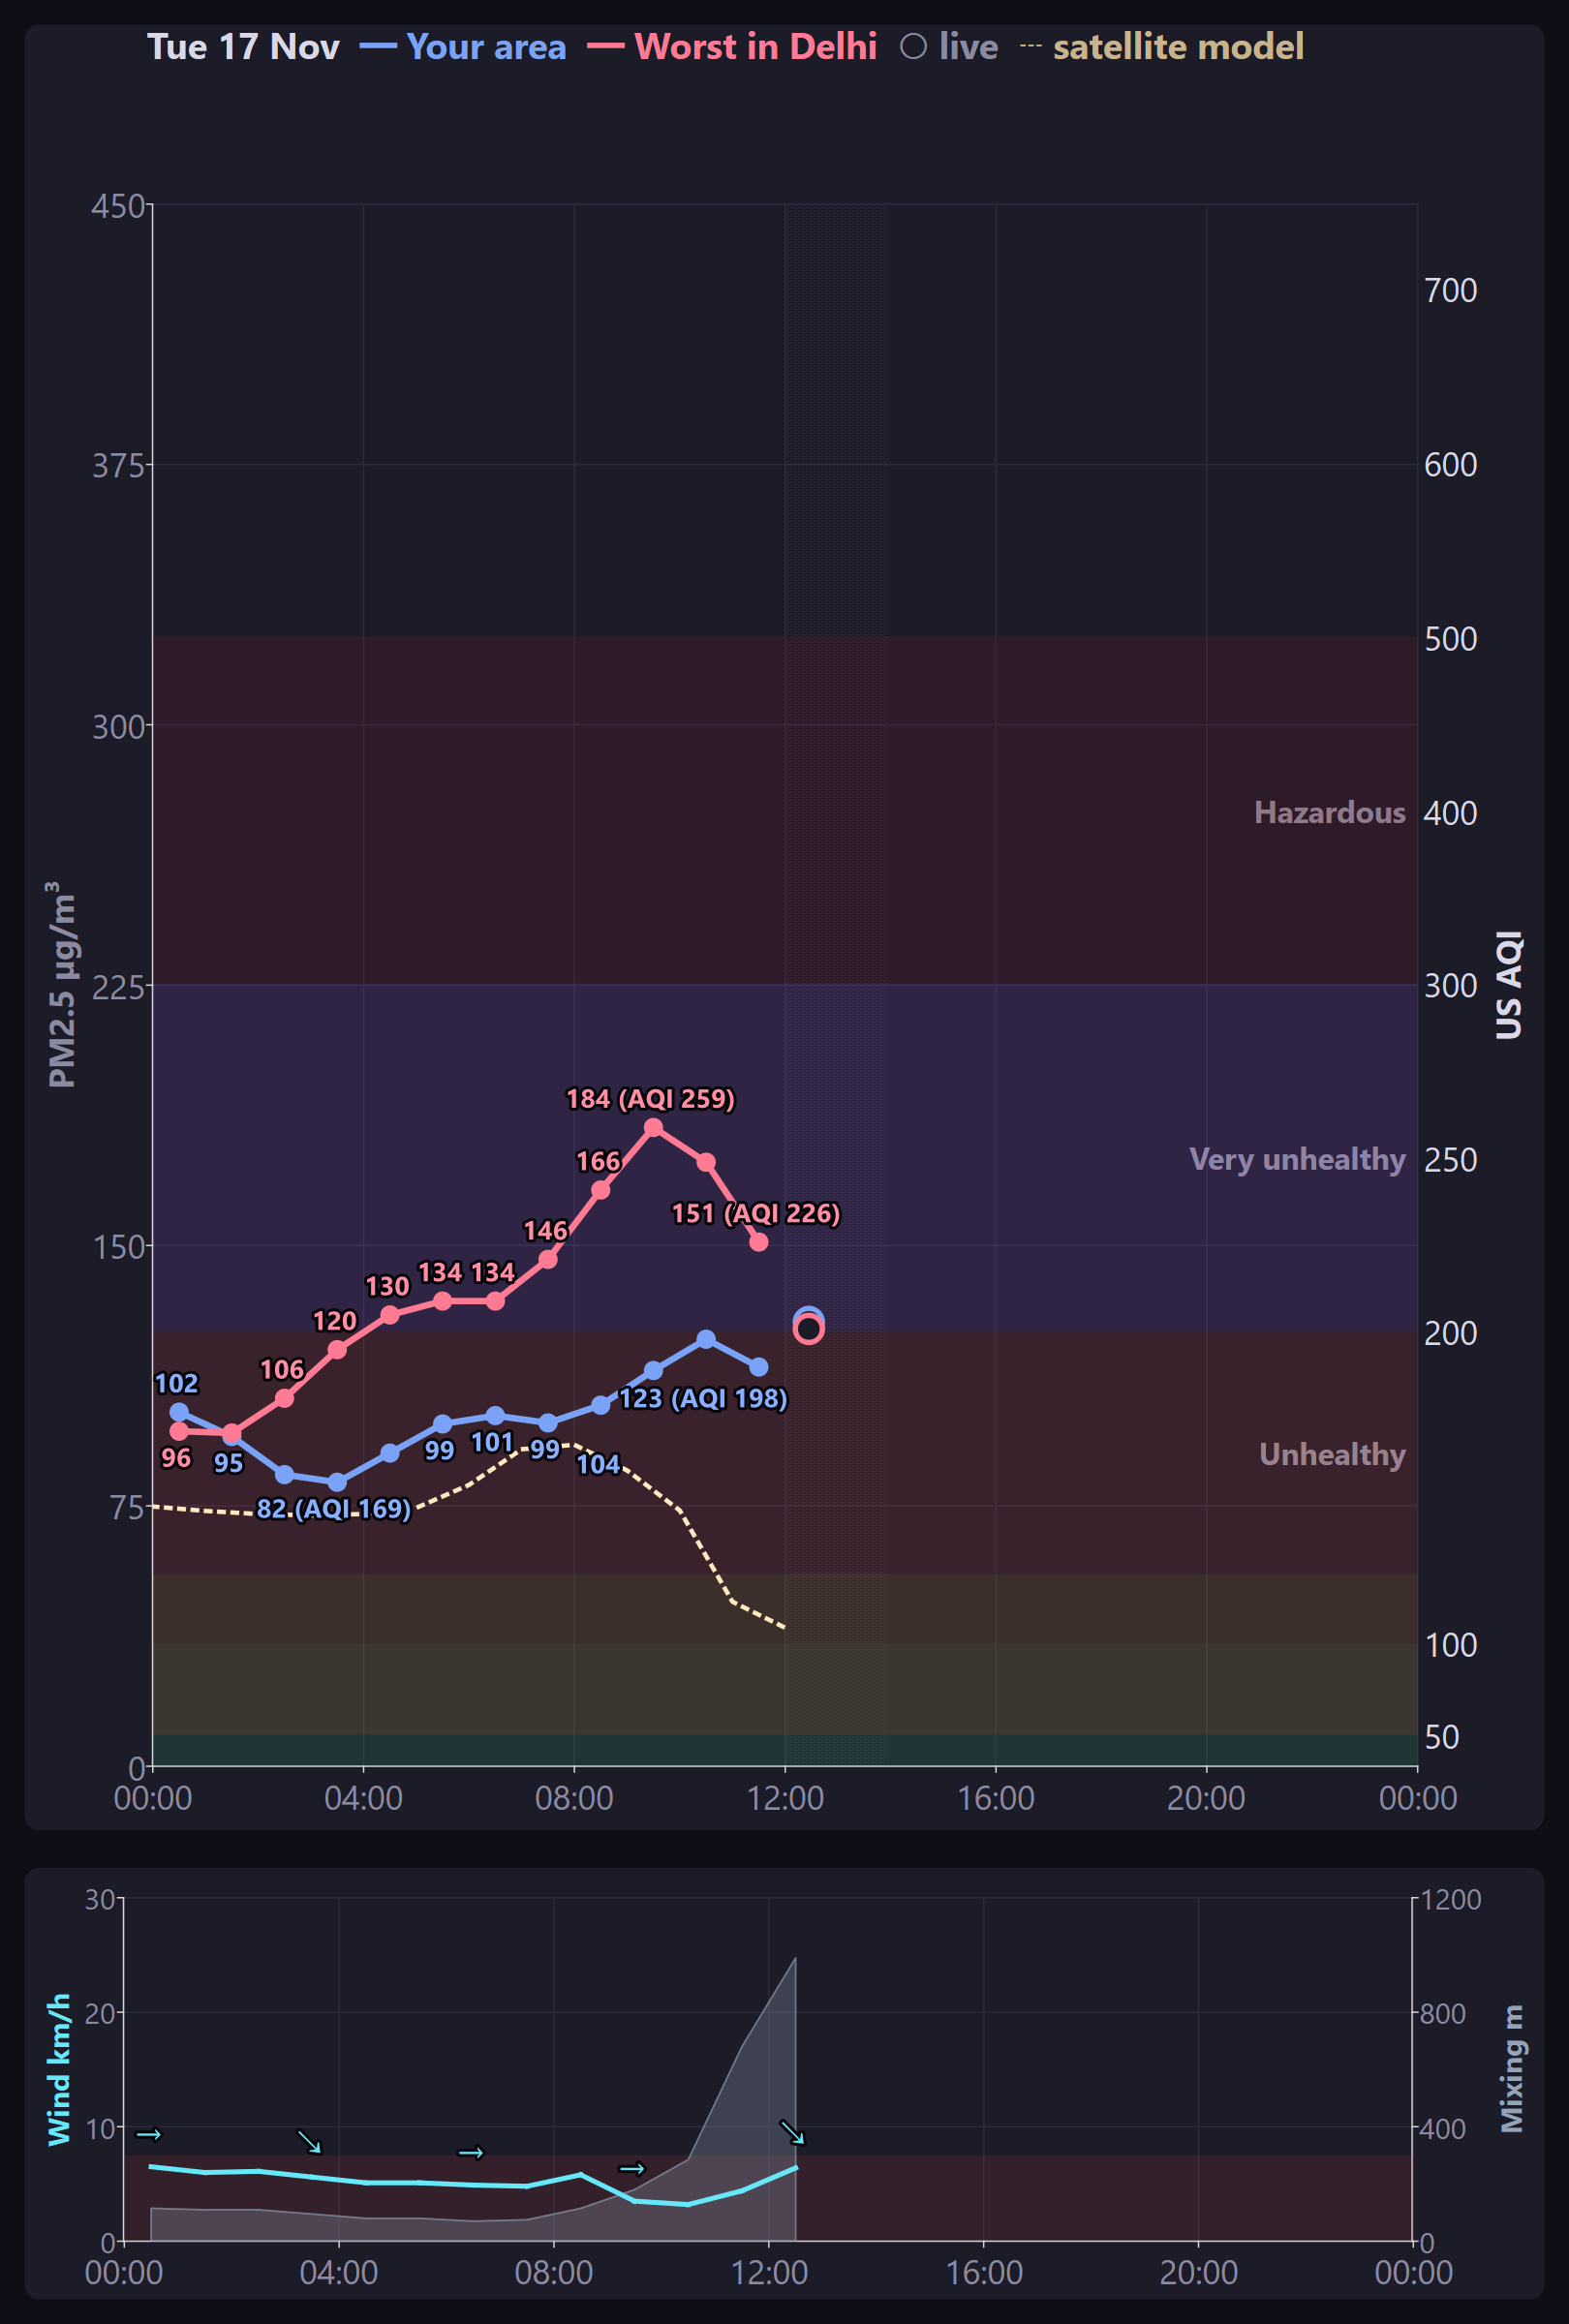 Tue 17 Nov — Your area — Worst in Delhi ○ live --- satellite model
450
375
300
225
150
75
0
PM2.5 µg/m³
700
600
500
400
300
250
200
100
50
US AQI
Hazardous
Very unhealthy
Unhealthy
184 (AQI 259)
166
151 (AQI 226)
146
134 134
130
120
106
102
96
95
82 (AQI 169)
99
101
99
104
123 (AQI 198)
00:00 04:00 08:00 12:00 16:00 20:00 00:00
30
20
10
0
Wind km/h
→ ↘ → → ↘
1200
800
400
0
Mixing m
00:00 04:00 08:00 12:00 16:00 20:00 00:00